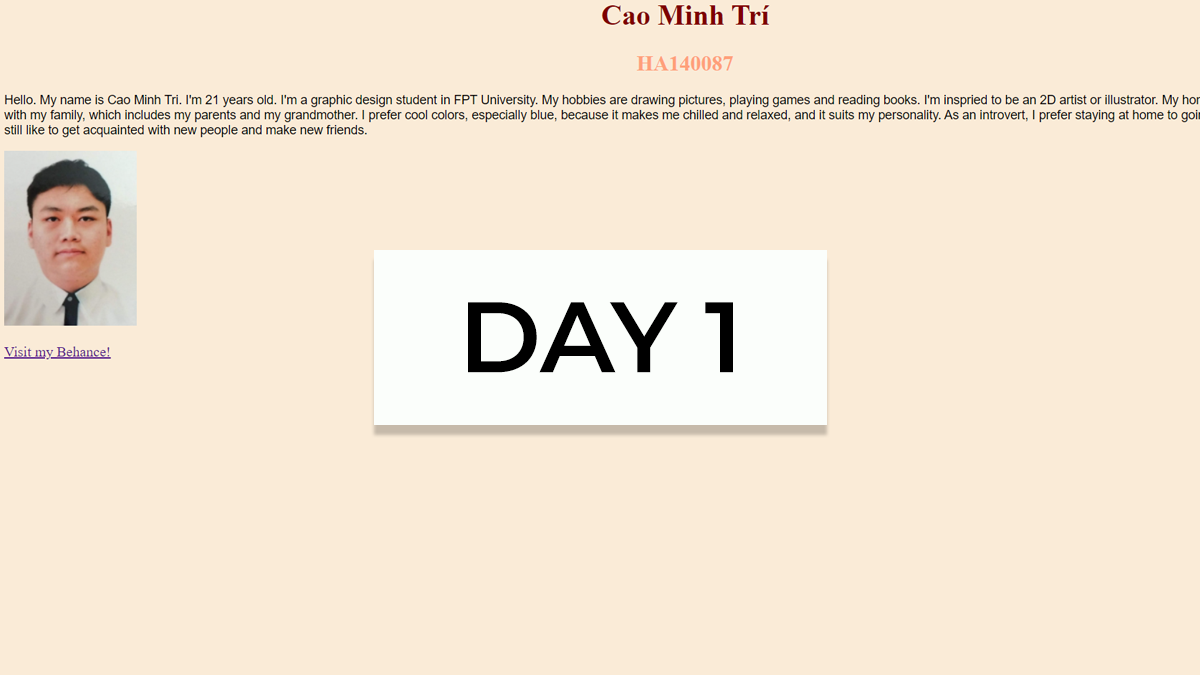 Cao Minh Trí
HA140087
Hello. My name is Cao Minh Tri. I'm 21 years old. I'm a graphic design student in FPT University. My hobbies are drawing pictures, playing games and reading books. I'm inspried to be an 2D artist or illustrator. My
with my family, which includes my parents and my grandmother. I prefer cool colors, especially blue, because it makes me chilled and relaxed, and it suits my personality. As an introvert, I prefer staying at home to
still like to get acquainted with new people and make new friends.
DAY 1
Visit my Behance!